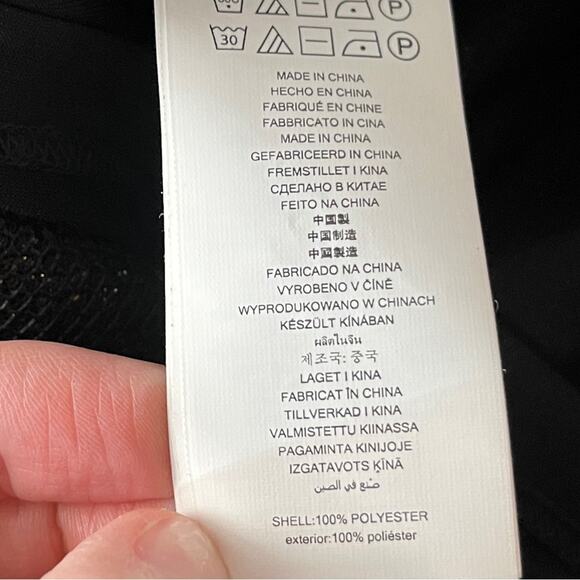 30 P
MADE IN CHINA
HECHO EN CHINA
FABRIQUÉ EN CHINE
FABBRICATO IN CINA
MADE IN CHINA
GEFABRICEERD IN CHINA
FREMSTILLET I KINA
СДЕЛАНО В КИТАЕ
FEITO NA CHINA
中国製
中国制造
中國製造
FABRICADO NA CHINA
VYROBENO V ČÍNĚ
WYPRODUKOWANO W CHINACH
KÉSZÜLT KÍNÁBAN
ผลิตในจีน
제조국: 중국
LAGET I KINA
FABRICAT ÎN CHINA
TILLVERKAD I KINA
VALMISTETTU KIINASSA
PAGAMINTA KINIJOJE
IZGATAVOTS ĶĪNĀ
صنع في الصين
SHELL:100% POLYESTER
exterior:100% poliéster